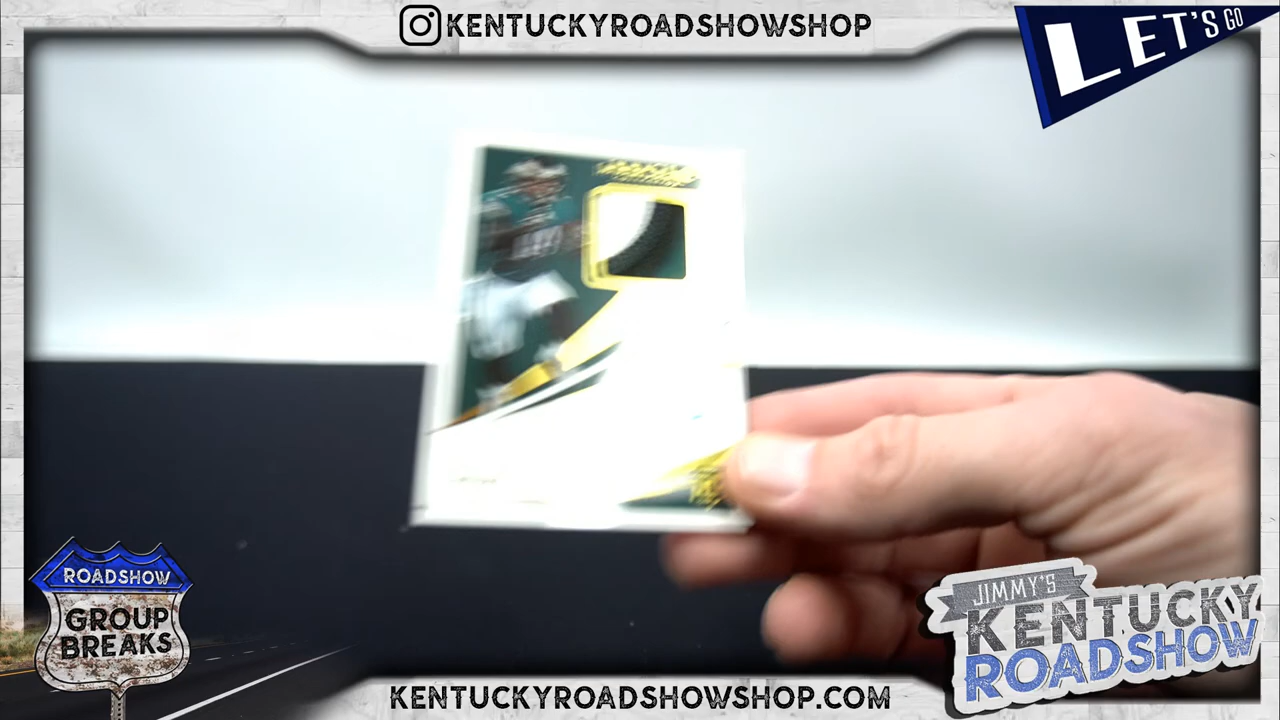 KENTUCKYROADSHOWSHOP
LET'S GO
ROADSHOW
GROUP
BREAKS
JIMMY'S
KENTUCKY
ROADSHOW
KENTUCKYROADSHOWSHOP.COM